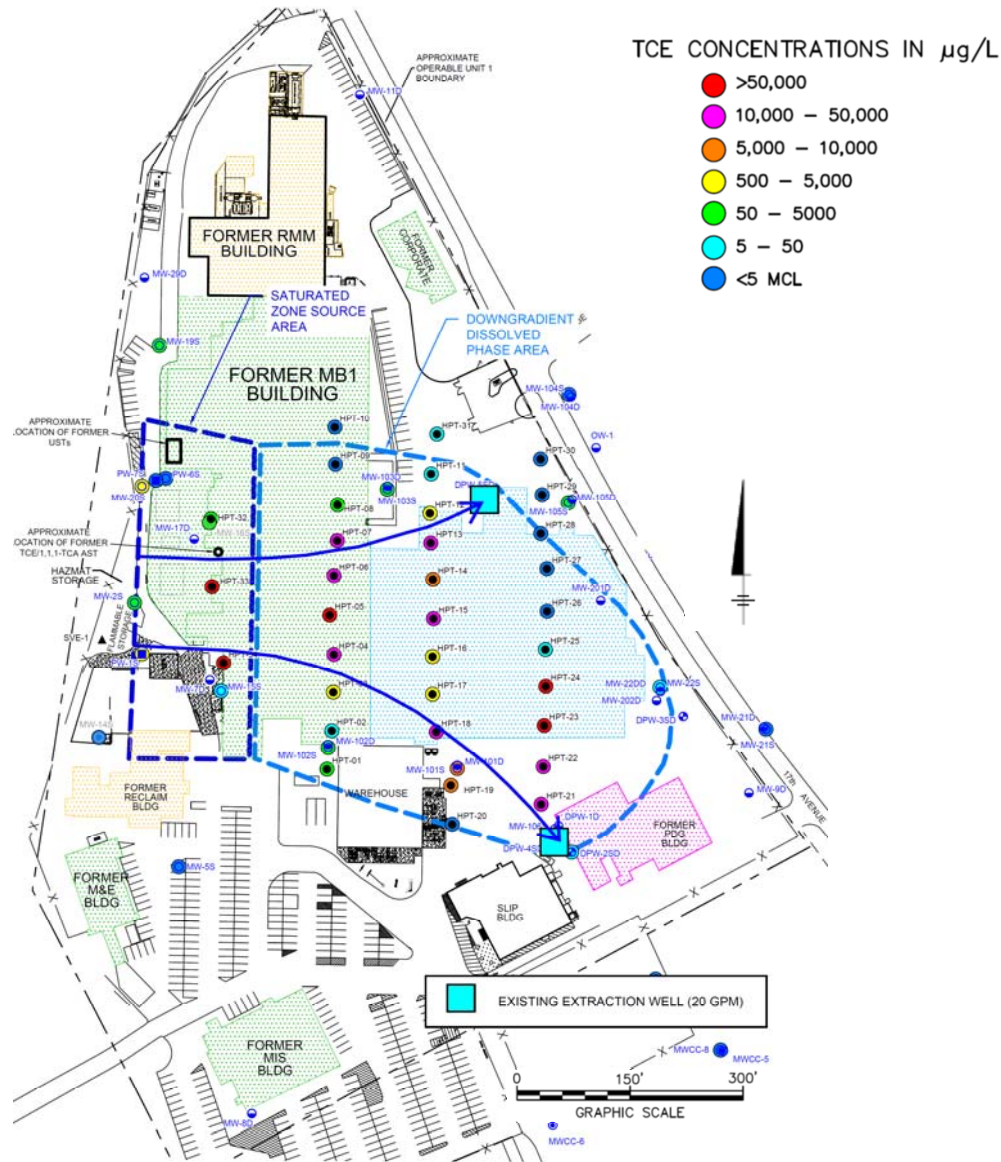 TCE CONCENTRATIONS IN µg/L
>50,000
10,000 – 50,000
5,000 – 10,000
500 – 5,000
50 – 5000
5 – 50
<5 MCL
APPROXIMATE
OPERABLE UNIT 1
BOUNDARY
MW-11D
FORMER RMM
BUILDING
FORMER
CORPORATE
MW-29D
SATURATED
ZONE SOURCE
AREA
DOWNGRADIENT
DISSOLVED
PHASE AREA
MW-19S
FORMER MB1
BUILDING
MW-104S
MW-104D
APPROXIMATE
LOCATION OF FORMER
USTs
HPT-10
HPT-31
OW-1
HPT-09
HPT-11
HPT-30
PW-6S
MW-20S
MW-103D
MW-103S
HPT-29
MW-105D
MW-105S
HPT-08
HPT-32
MW-17D
HPT-28
APPROXIMATE
LOCATION OF FORMER
TCE/1,1,1-TCA AST
HPT-07
HPT13
HAZMAT
STORAGE
HPT-06
HPT-14
HPT-27
HPT-33
MW-201D
MW-2S
HPT-05
HPT-15
HPT-26
FLAMMABLE
STORAGE
SVE-1
HPT-04
HPT-16
HPT-25
PW-1S
HPT-17
HPT-24
MW-22DD
MW-22S
MW-202D
DPW-3SD
HPT-02
HPT-18
HPT-23
MW-21D
MW-21S
MW-14S
MW-102S
MW-102D
HPT-01
MW-101S
MW-101D
HPT-22
HPT-19
MW-9D
17th
AVENUE
FORMER
RECLAIM
BLDG
WAREHOUSE
HPT-20
HPT-21
DPW-1D
FORMER
PDG
BLDG
DPW-2SD
MW-5S
FORMER
M&E
BLDG
SLIP
BLDG
EXISTING EXTRACTION WELL (20 GPM)
FORMER
MIS
BLDG
MWCC-8
MWCC-5
0
150'
300'
GRAPHIC SCALE
MW-8D
MWCC-6